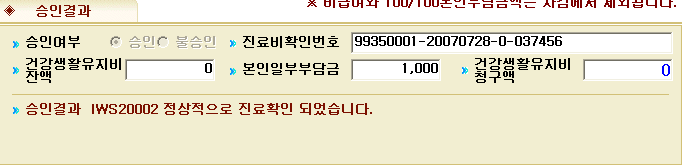 ※ 비급여와 100/100본인부담금액은 차감에서 제외됩니다.
승인결과
승인여부 승인 불승인 진료비확인번호 99350001-20070728-0-037456
건강생활유지비 잔액 0 본인일부부담금 1,000 건강생활유지비 청구액 0
승인결과 IWS20002 정상적으로 진료확인 되었습니다.